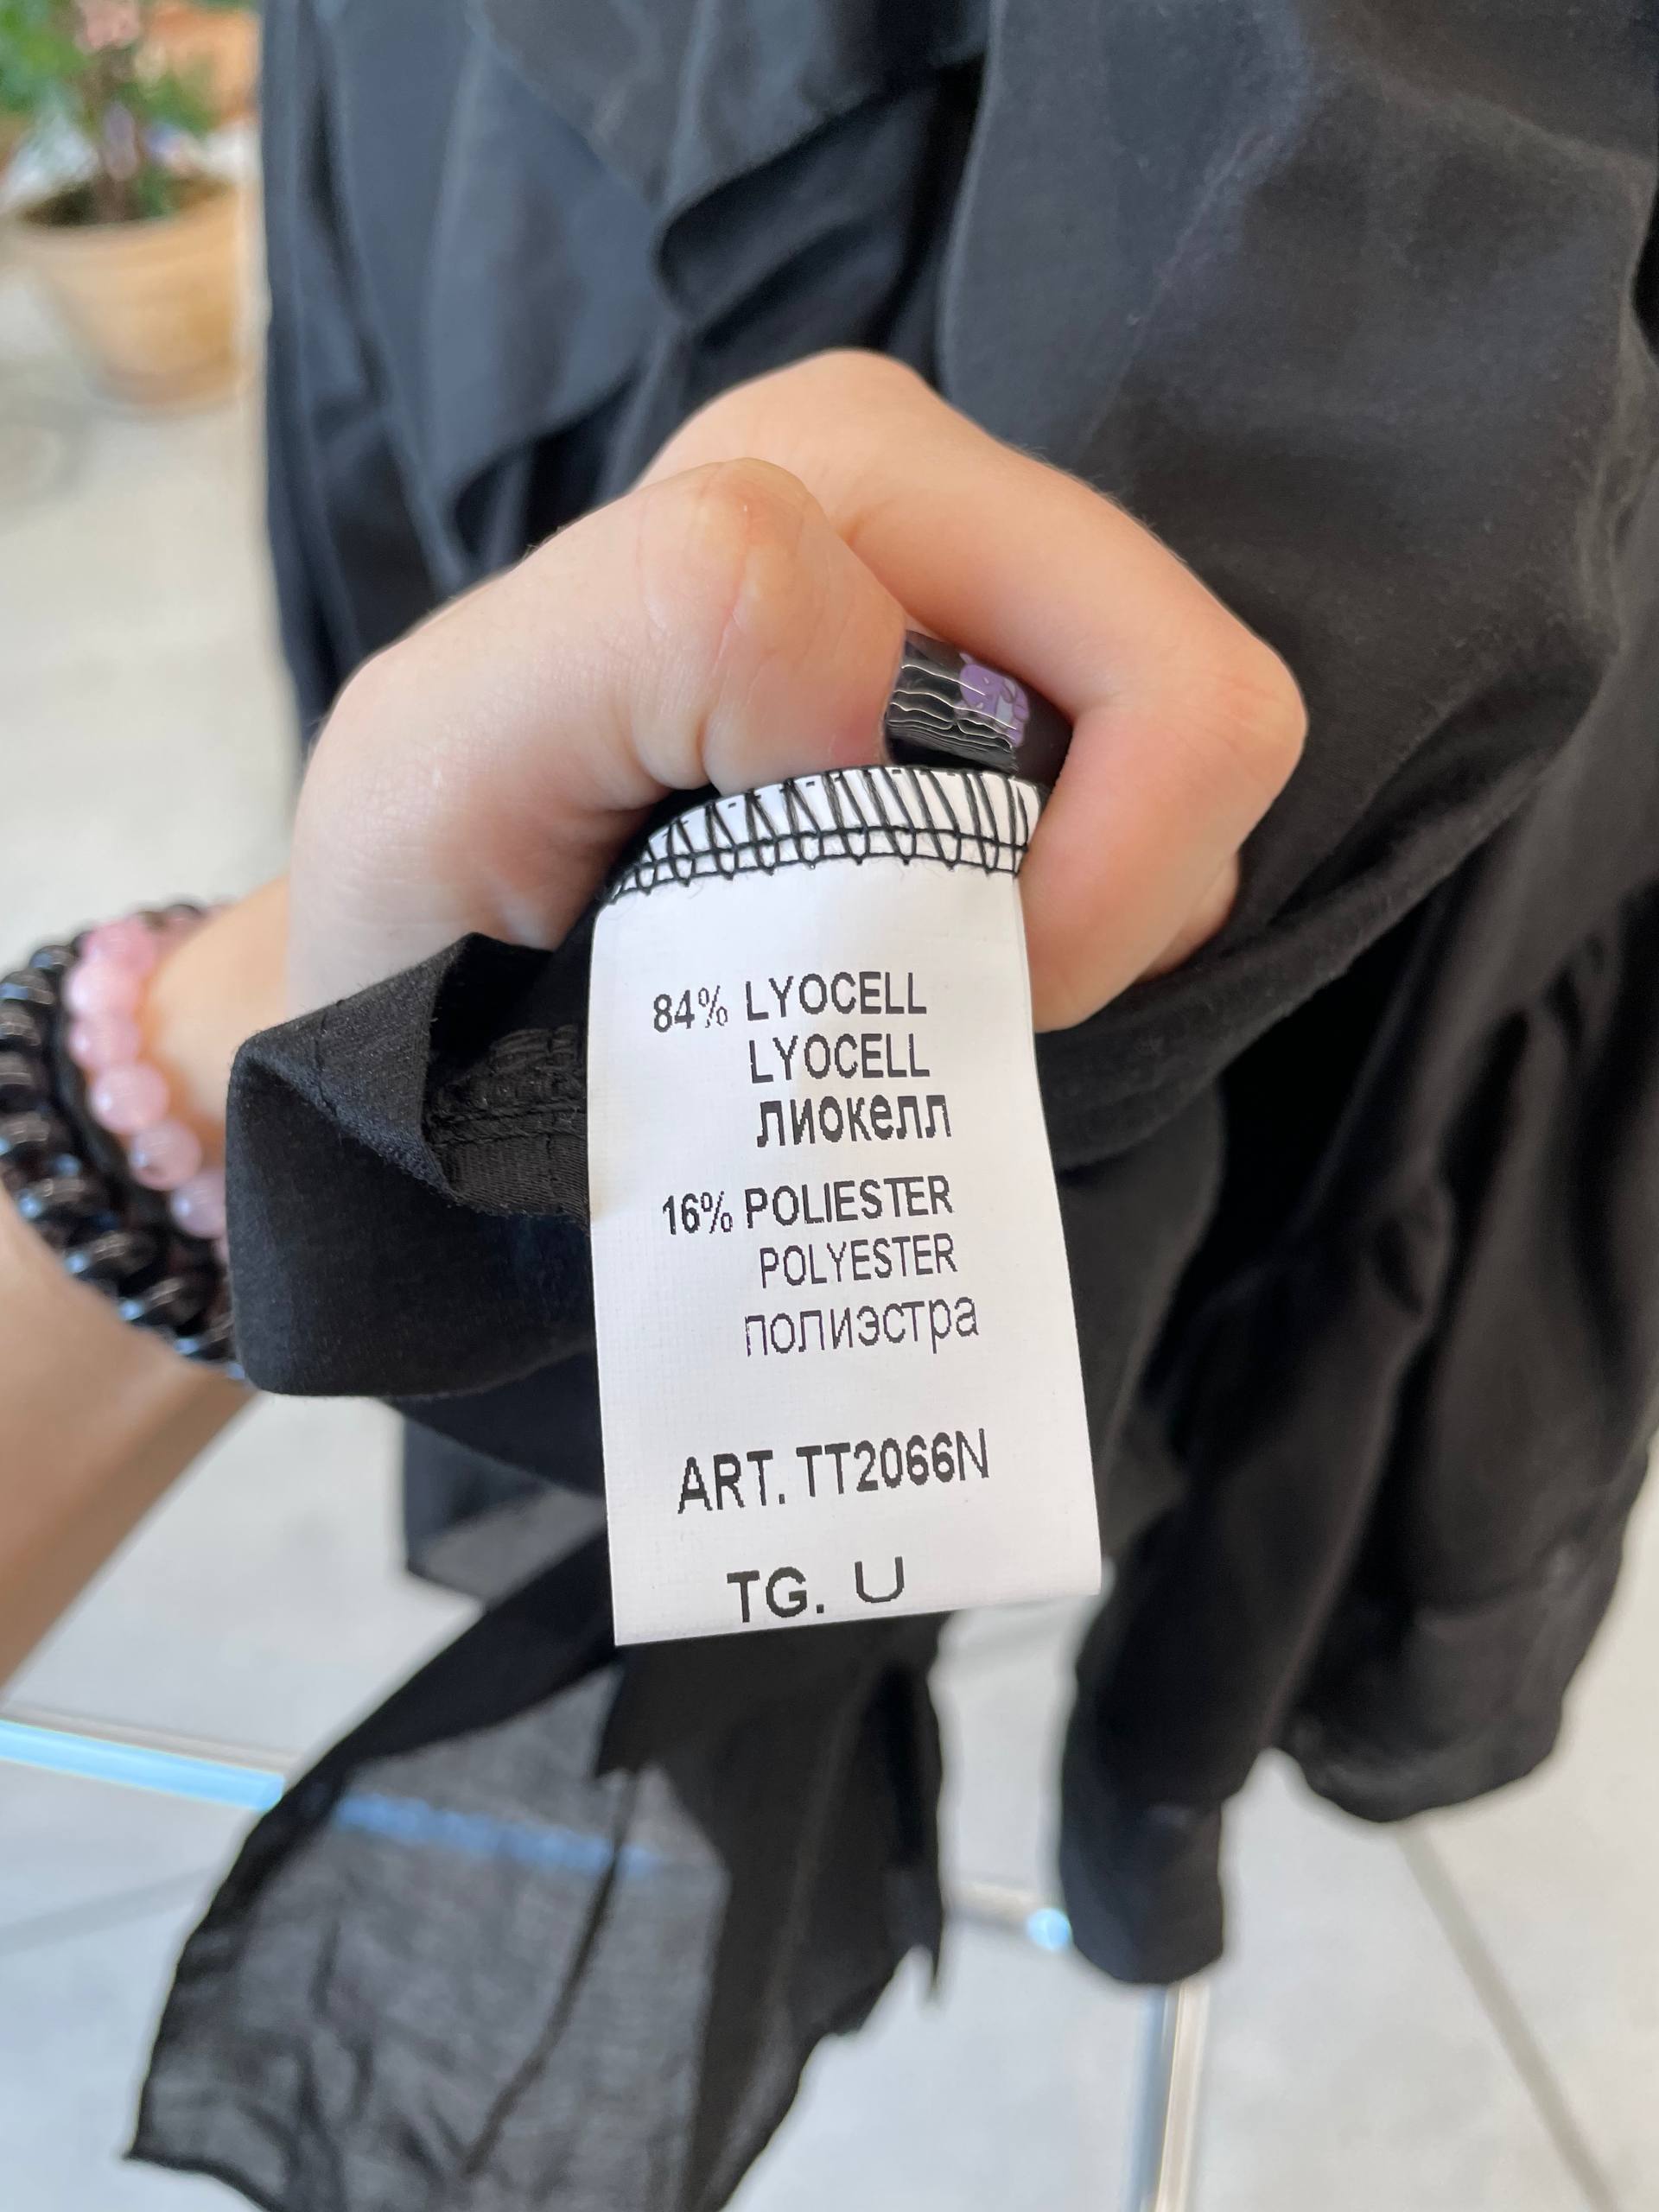 84% LYOCELL
LYOCELL
лиокелл
16% POLIESTER
POLYESTER
полиэстра
ART. TT2066N
TG. U